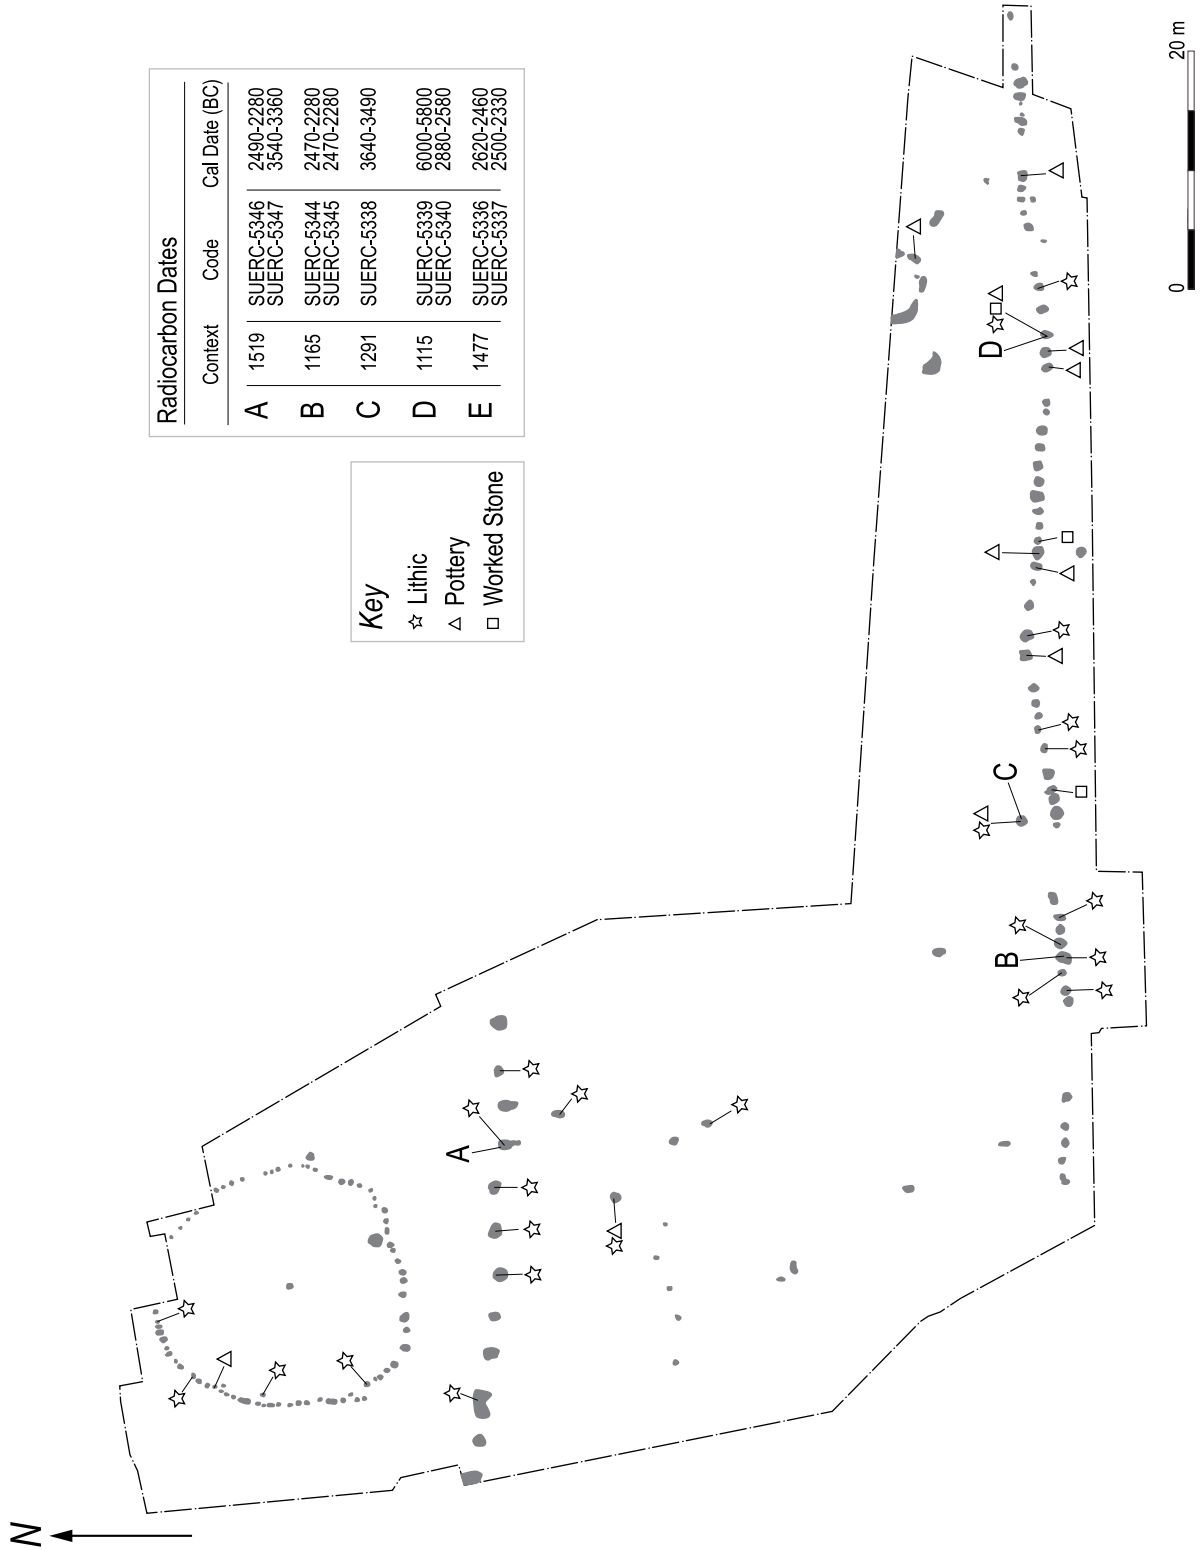 Radiocarbon Dates
Context Code Cal Date (BC)
A 1519 SUERC-5346 2490-2280
SUERC-5347 3540-3360
B 1165 SUERC-5344 2470-2280
SUERC-5345 2470-2280
C 1291 SUERC-5338 3640-3490
D 1115 SUERC-5339 6000-5800
SUERC-5340 2880-2580
E 1477 SUERC-5336 2620-2460
SUERC-5337 2500-2330
Key
Lithic
Pottery
Worked Stone
N
A
B
C
D
0 20 m